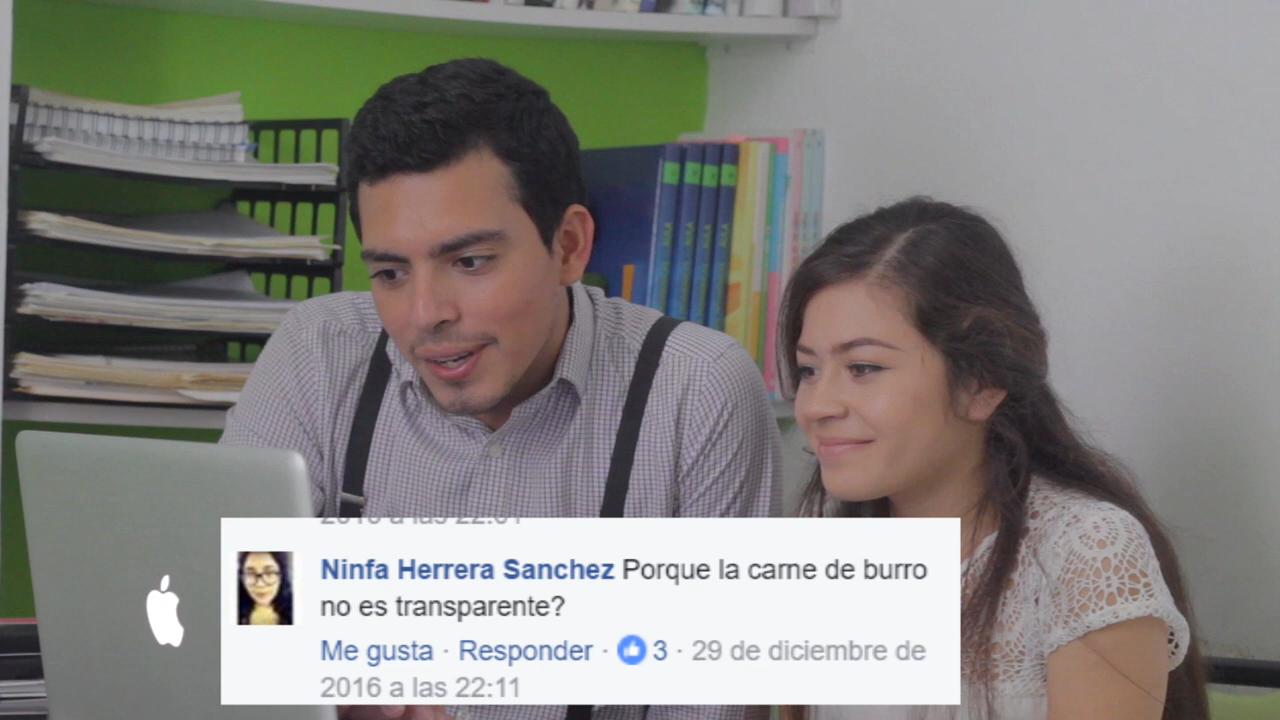 Ninfa Herrera Sanchez Porque la carne de burro
no es transparente?
Me gusta · Responder · 3 · 29 de diciembre de
2016 a las 22:11